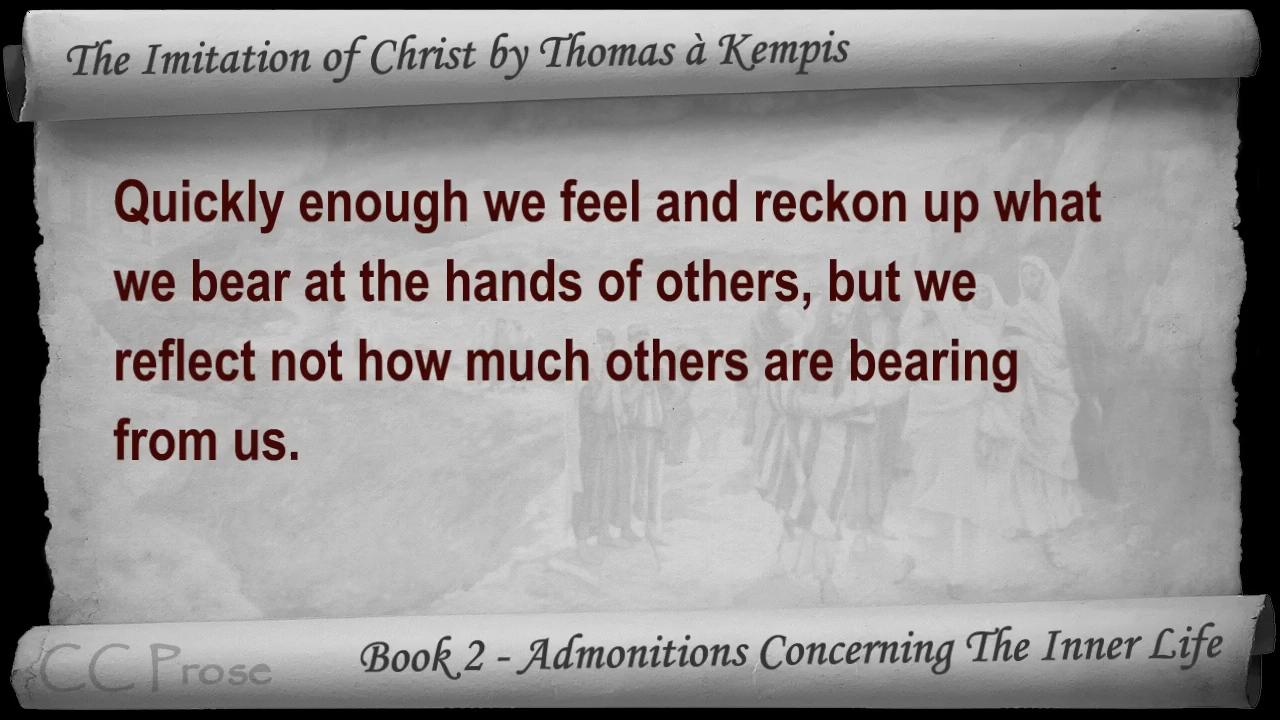 The Imitation of Christ by Thomas à Kempis
Quickly enough we feel and reckon up what
we bear at the hands of others, but we
reflect not how much others are bearing
from us.
CC Prose
Book 2 - Admonitions Concerning The Inner Life